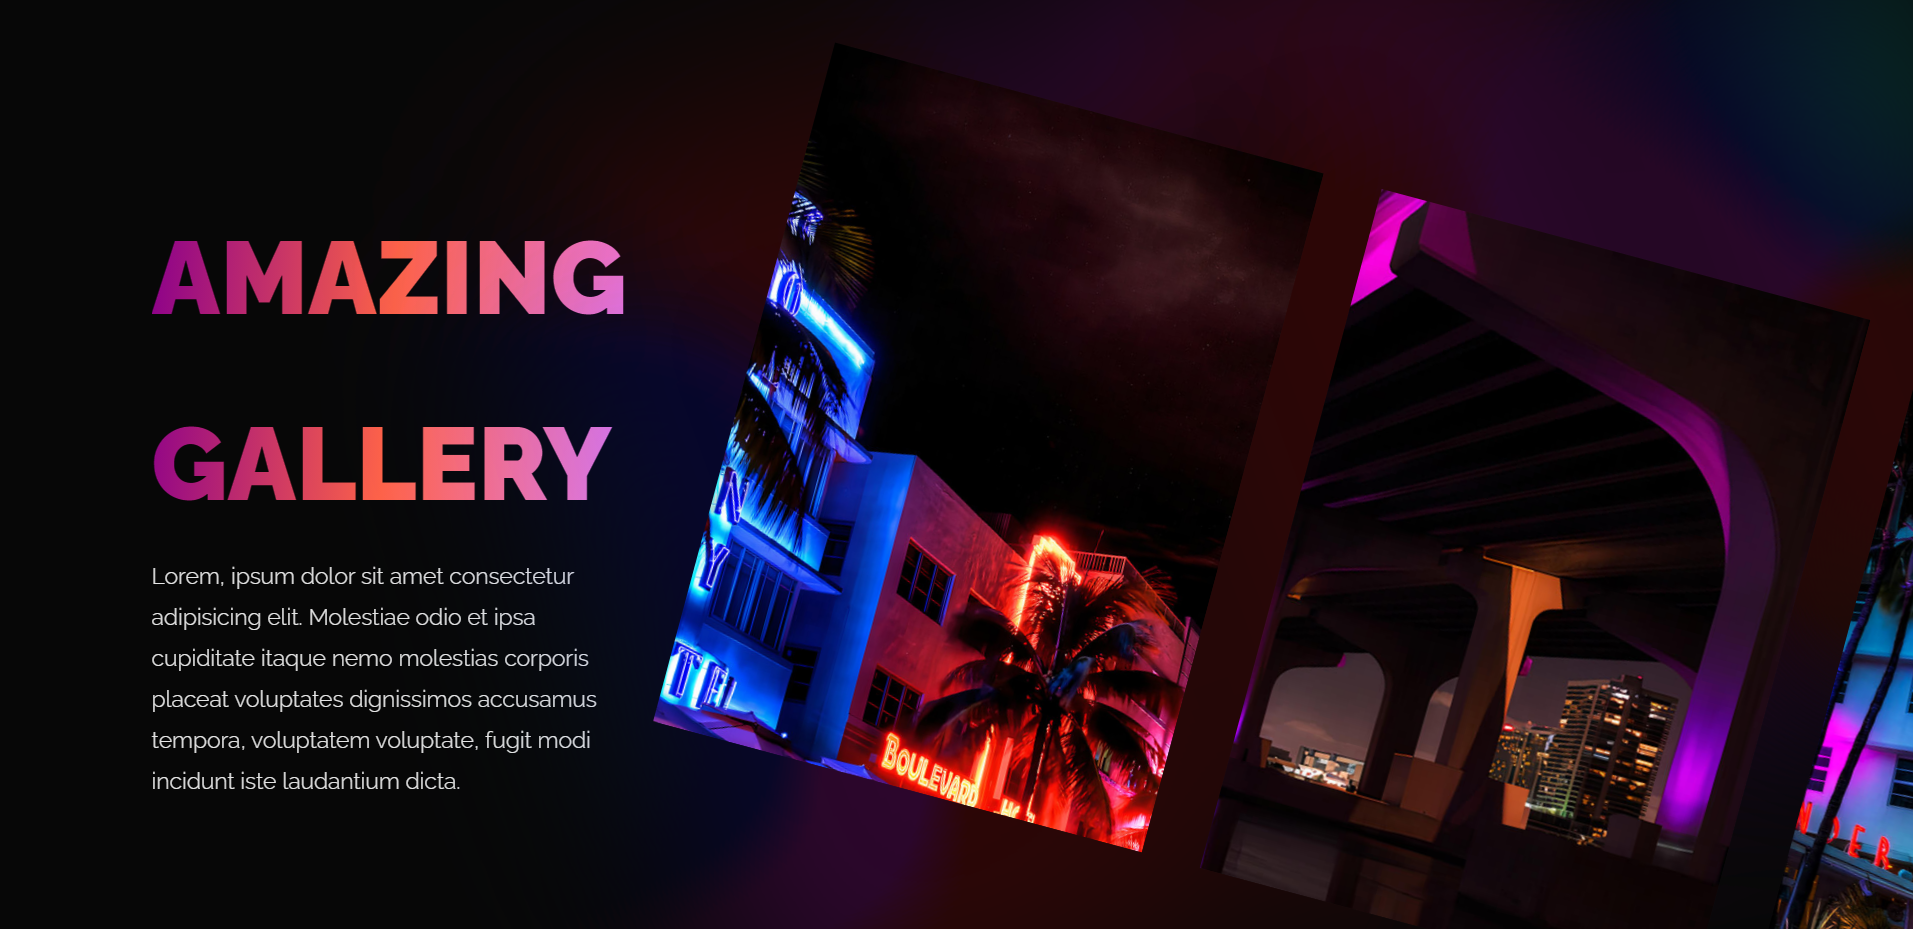 AMAZING
GALLERY
Lorem, ipsum dolor sit amet consectetur
adipisicing elit. Molestiae odio et ipsa
cupiditate itaque nemo molestias corporis
placeat voluptates dignissimos accusamus
tempora, voluptatem voluptate, fugit modi
incidunt iste laudantium dicta.
BOULEVARD